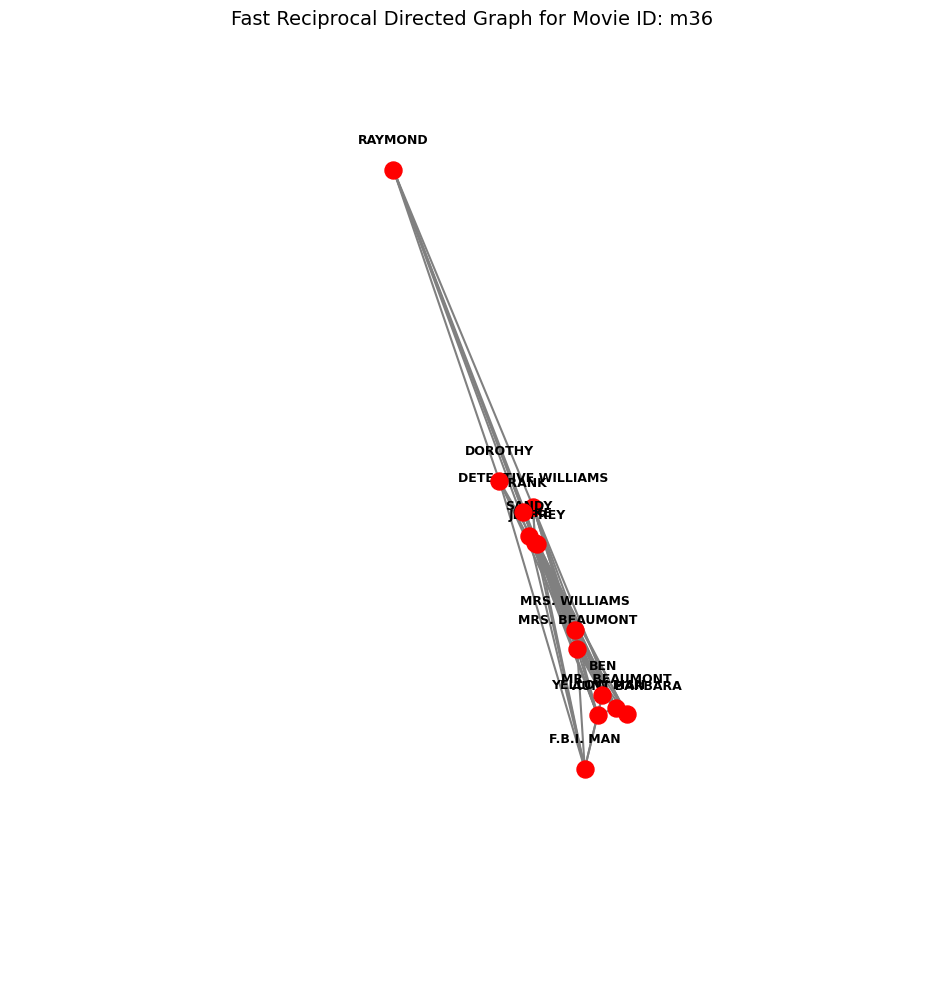 Fast Reciprocal Directed Graph for Movie ID: m36
RAYMOND
DOROTHY
DETECTIVE WILLIAMS
FRANK
SANDY
JEFFREY
MRS. WILLIAMS
MRS. BEAUMONT
BEN
MR. BEAUMONT
YELLOW MAN
AUNT BARBARA
F.B.I. MAN